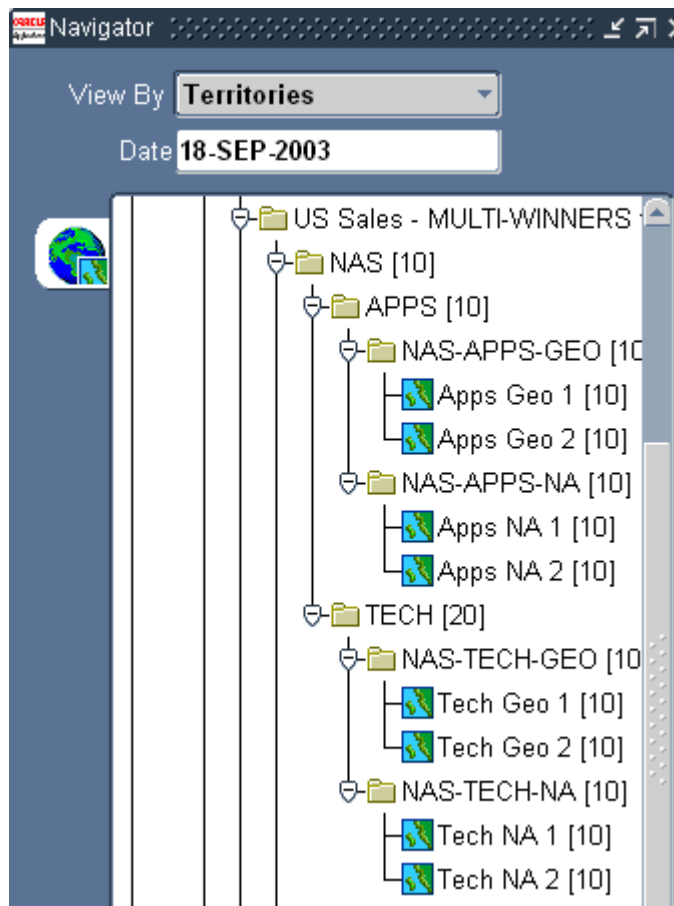 ORACLE
Applications
Navigator
View By Territories
Date 18-SEP-2003
US Sales - MULTI-WINNERS
NAS [10]
APPS [10]
NAS-APPS-GEO [10
Apps Geo 1 [10]
Apps Geo 2 [10]
NAS-APPS-NA [10]
Apps NA 1 [10]
Apps NA 2 [10]
TECH [20]
NAS-TECH-GEO [10
Tech Geo 1 [10]
Tech Geo 2 [10]
NAS-TECH-NA [10]
Tech NA 1 [10]
Tech NA 2 [10]